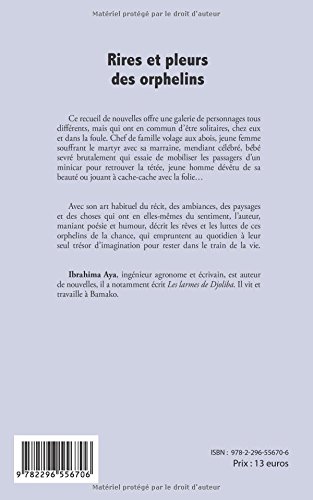 Matériel protégé par le droit d'auteur
Rires et pleurs
des orphelins
Ce recueil de nouvelles offre une galerie de personnages tous
différents, mais qui ont en commun d'être solitaires, chez eux
et dans la foule. Chef de famille volage aux abois, jeune femme
souffrant le martyr avec sa marraine, mendiant célébré, bébé
sevré brutalement qui essaie de mobiliser les passagers d'un
minicar pour retrouver la tétée, jeune homme dévêtu de sa
beauté ou jouant à cache-cache avec la folie…
Avec son art habituel du récit, des ambiances, des paysages
et des choses qui ont en elles-mêmes du sentiment, l'auteur,
maniant poésie et humour, décrit les rêves et les luttes de ces
orphelins de la chance, qui empruntent au quotidien à leur
seul trésor d'imagination pour rester dans le train de la vie.
Ibrahima Aya, ingénieur agronome et écrivain, est auteur
de nouvelles, il a notamment écrit Les larmes de Djoliba. Il vit et
travaille à Bamako.
9 782296 556706
ISBN : 978-2-296-55670-6
Prix : 13 euros
Matériel protégé par le droit d'auteur